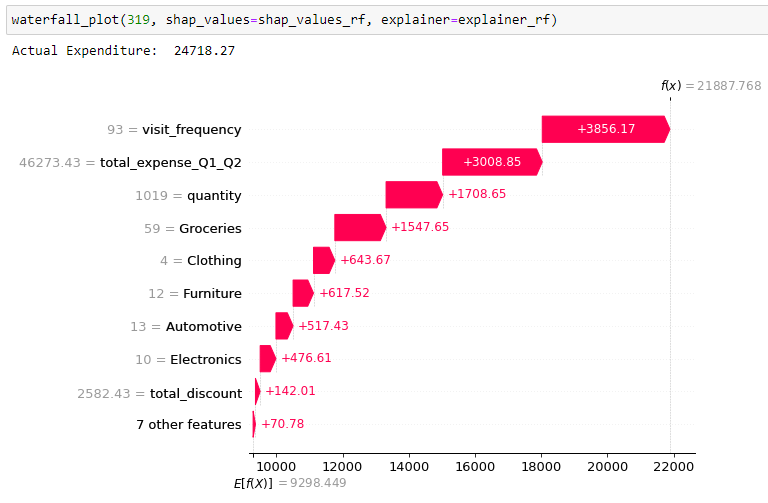 waterfall_plot(319, shap_values=shap_values_rf, explainer=explainer_rf)
Actual Expenditure:  24718.27
f(x) = 21887.768
93 = visit_frequency +3856.17
46273.43 = total_expense_Q1_Q2 +3008.85
1019 = quantity +1708.65
59 = Groceries +1547.65
4 = Clothing +643.67
12 = Furniture +617.52
13 = Automotive +517.43
10 = Electronics +476.61
2582.43 = total_discount +142.01
7 other features +70.78
10000 12000 14000 16000 18000 20000 22000
E[f(X)] = 9298.449